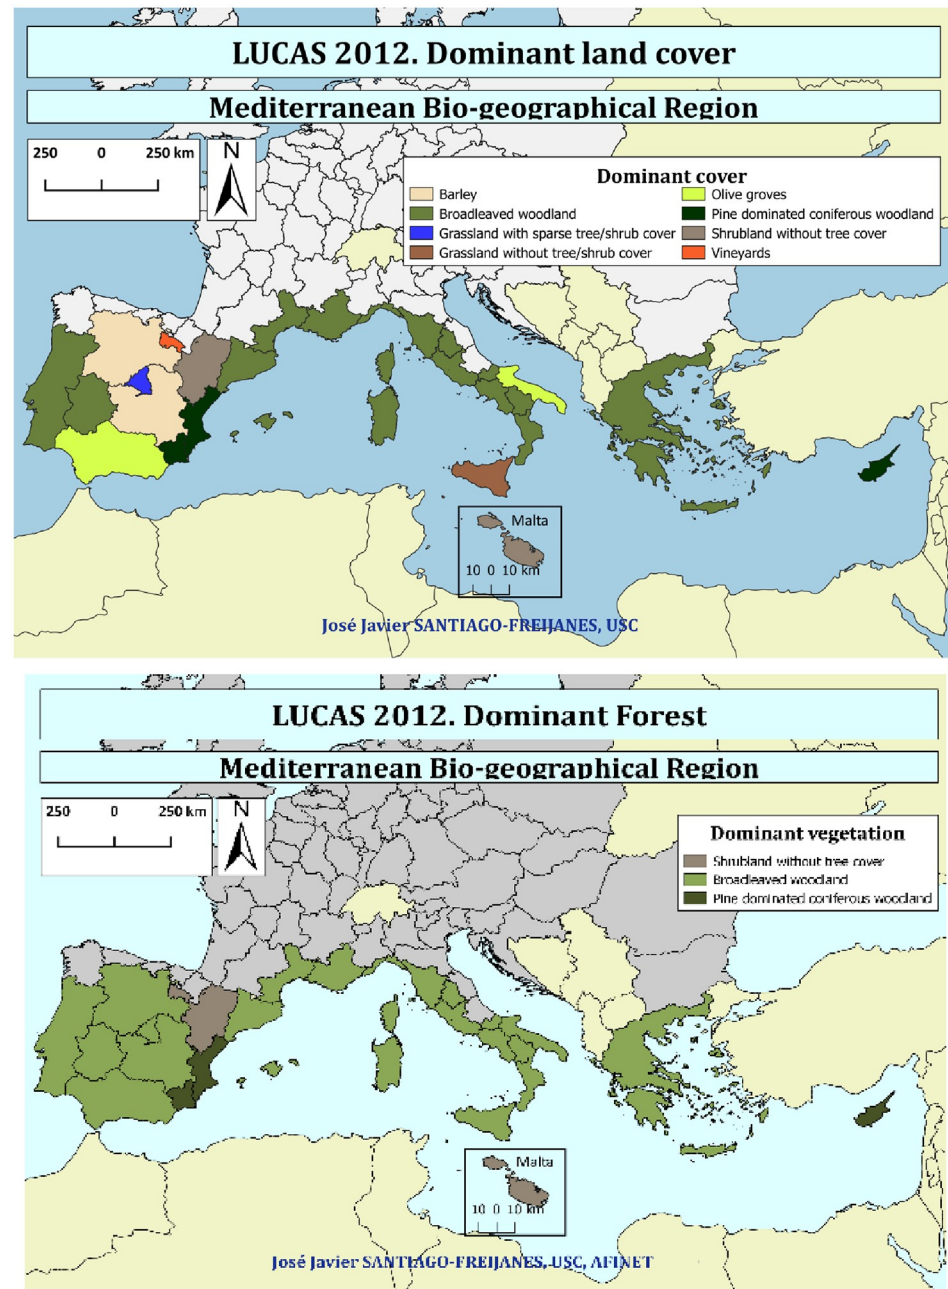 LUCAS 2012. Dominant land cover
Mediterranean Bio-geographical Region
250 0 250 km
N
Dominant cover
Barley
Broadleaved woodland
Grassland with sparse tree/shrub cover
Grassland without tree/shrub cover
Olive groves
Pine dominated coniferous woodland
Shrubland without tree cover
Vineyards
Malta
10 0 10 km
José Javier SANTIAGO-FREIJANES, USC
LUCAS 2012. Dominant Forest
Mediterranean Bio-geographical Region
250 0 250 km
N
Dominant vegetation
Shrubland without tree cover
Broadleaved woodland
Pine dominated coniferous woodland
Malta
10 0 10 km
José Javier SANTIAGO-FREIJANES, USC, AFINET